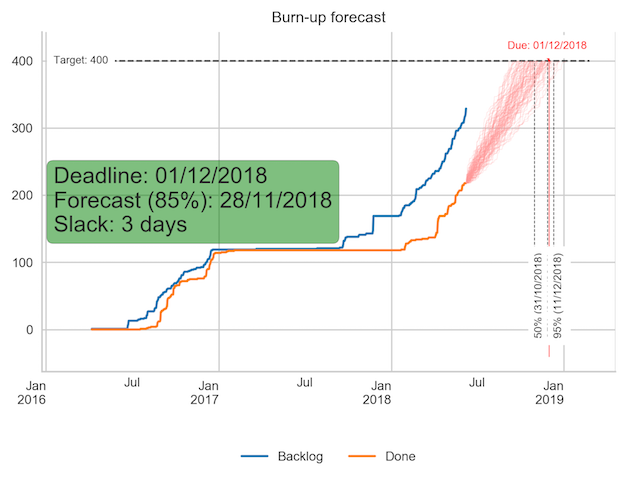 Burn-up forecast
Due: 01/12/2018
Target: 400
400
300
200
100
0
Deadline: 01/12/2018
Forecast (85%): 28/11/2018
Slack: 3 days
50% (31/10/2018)
95% (11/12/2018)
Jan
2016
Jul
Jan
2017
Jul
Jan
2018
Jul
Jan
2019
Backlog
Done